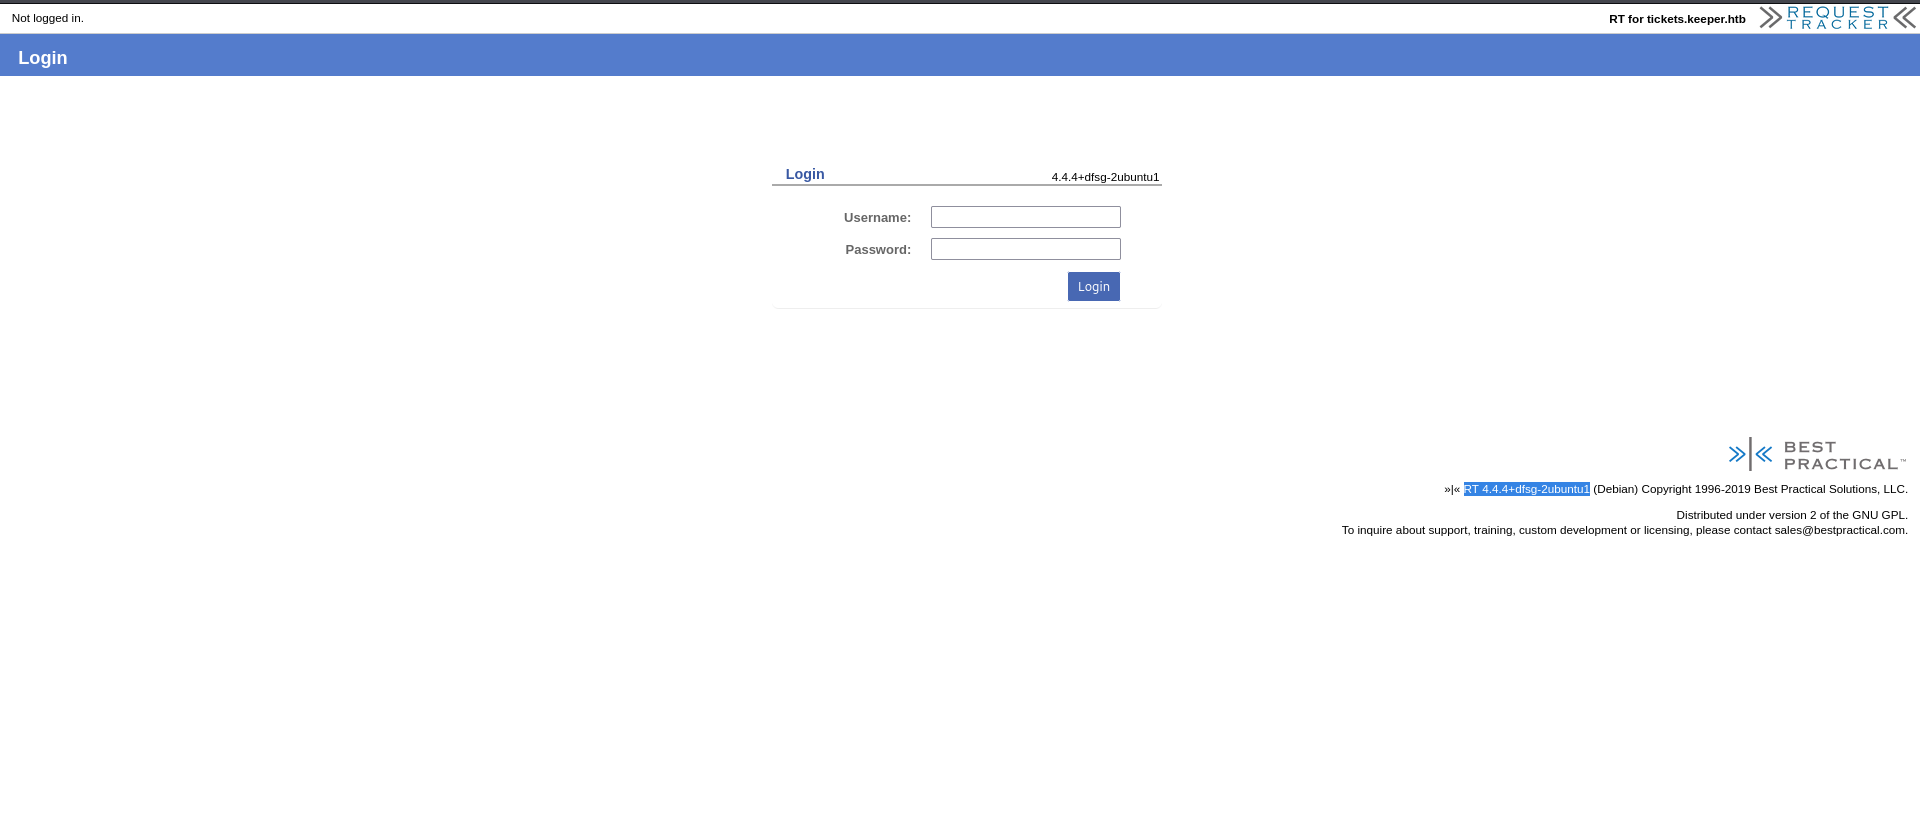 Not logged in.
RT for tickets.keeper.htb
REQUEST
TRACKER
Login
Login
4.4.4+dfsg-2ubuntu1
Username:
Password:
Login
BEST
PRACTICAL™
»|« RT 4.4.4+dfsg-2ubuntu1 (Debian) Copyright 1996-2019 Best Practical Solutions, LLC.
Distributed under version 2 of the GNU GPL.
To inquire about support, training, custom development or licensing, please contact sales@bestpractical.com.